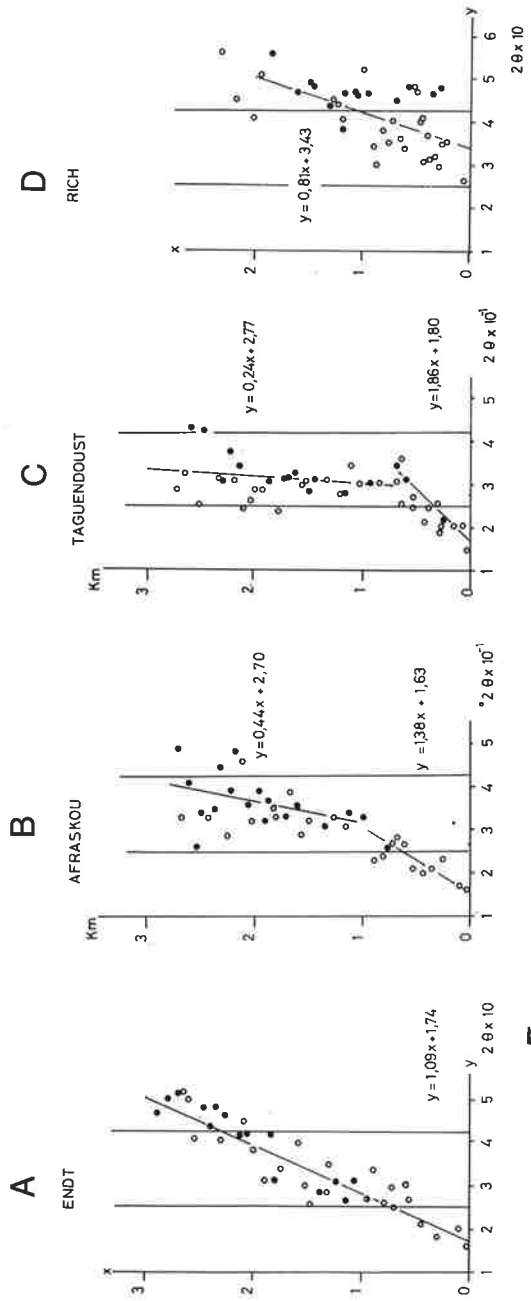 A
ENDT
x
3
2
1
0
1 2 3 4 5 y
2θ x 10
y = 1,09x+1,74
B
AFRASKOU
Km
3
2
1
0
1 2 3 4 5
°2θ x 10⁻¹
y = 0,44x + 2,70
y = 1,38x + 1,63
C
TAGUENDOUST
Km
3
2
1
0
1 2 3 4 5
2θ x 10⁻¹
y = 0,24x + 2,77
y = 1,86x + 1,80
D
RICH
x
2
1
0
1 2 3 4 5 6 y
2θ x 10
y = 0,81x + 3,43